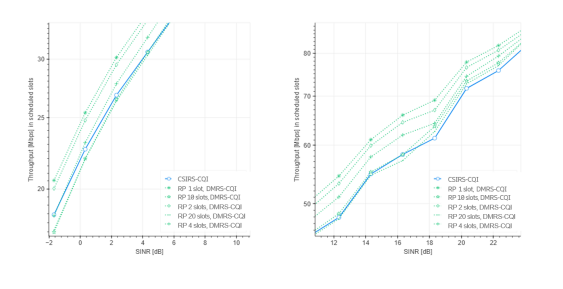 Throughput [Mbps] in scheduled slots
30
25
20
CSIRS-CQI
RP 1 slot, DMRS-CQI
RP 10 slots, DMRS-CQI
RP 2 slots, DMRS-CQI
RP 20 slots, DMRS-CQI
RP 4 slots, DMRS-CQI
−2 0 2 4 6 8 10
SINR [dB]
Throughput [Mbps] in scheduled slots
80
70
60
50
CSIRS-CQI
RP 1 slot, DMRS-CQI
RP 10 slots, DMRS-CQI
RP 2 slots, DMRS-CQI
RP 20 slots, DMRS-CQI
RP 4 slots, DMRS-CQI
12 14 16 18 20 22
SINR [dB]